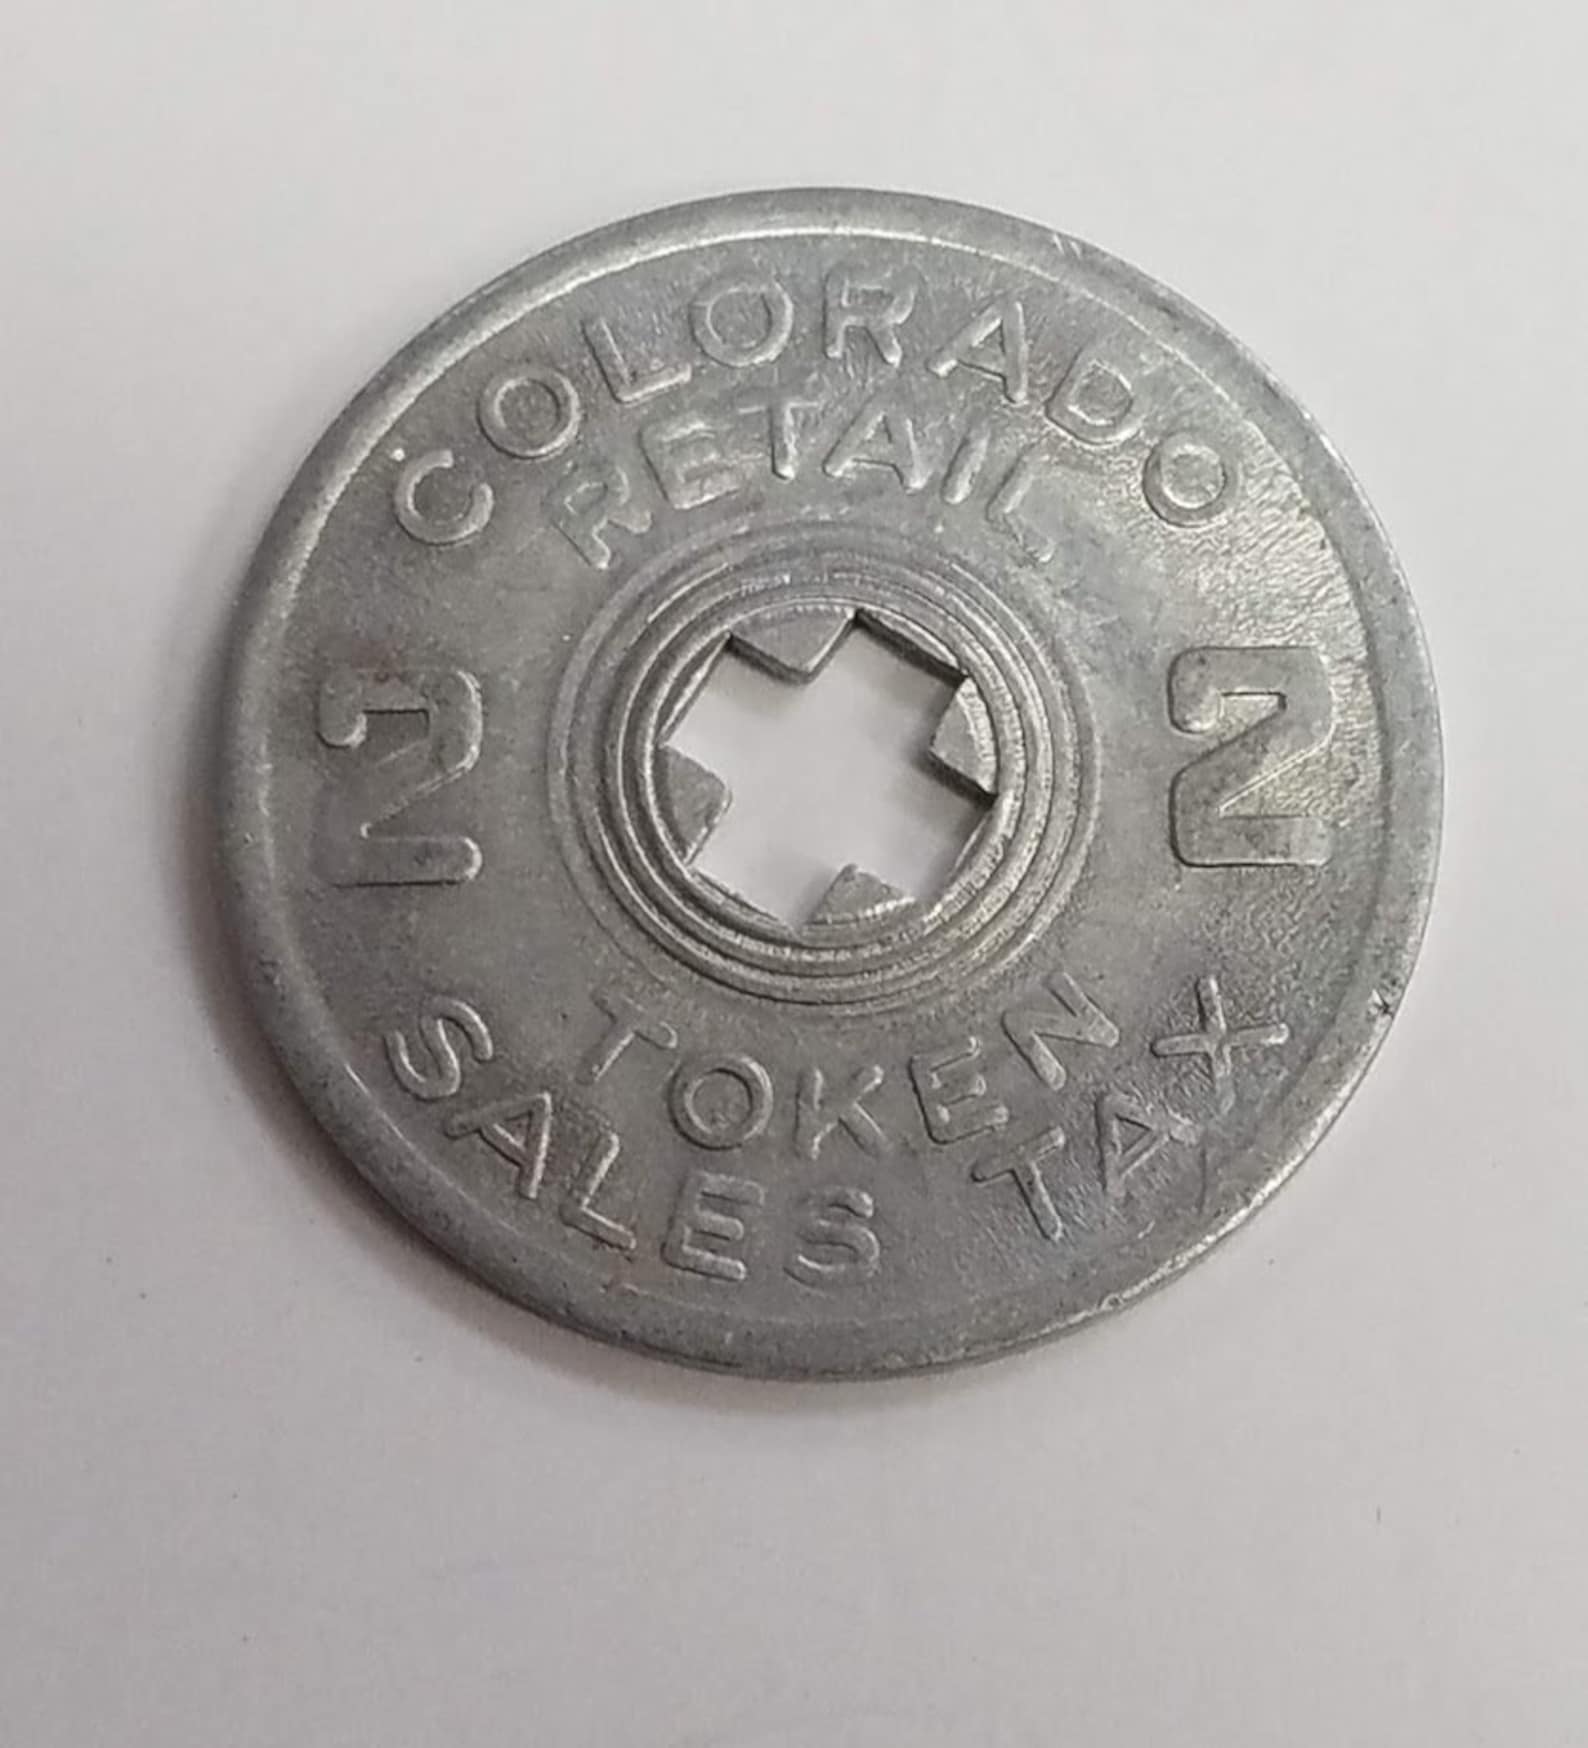 COLORADO
RETAIL
2 2
TOKEN
SALES TAX